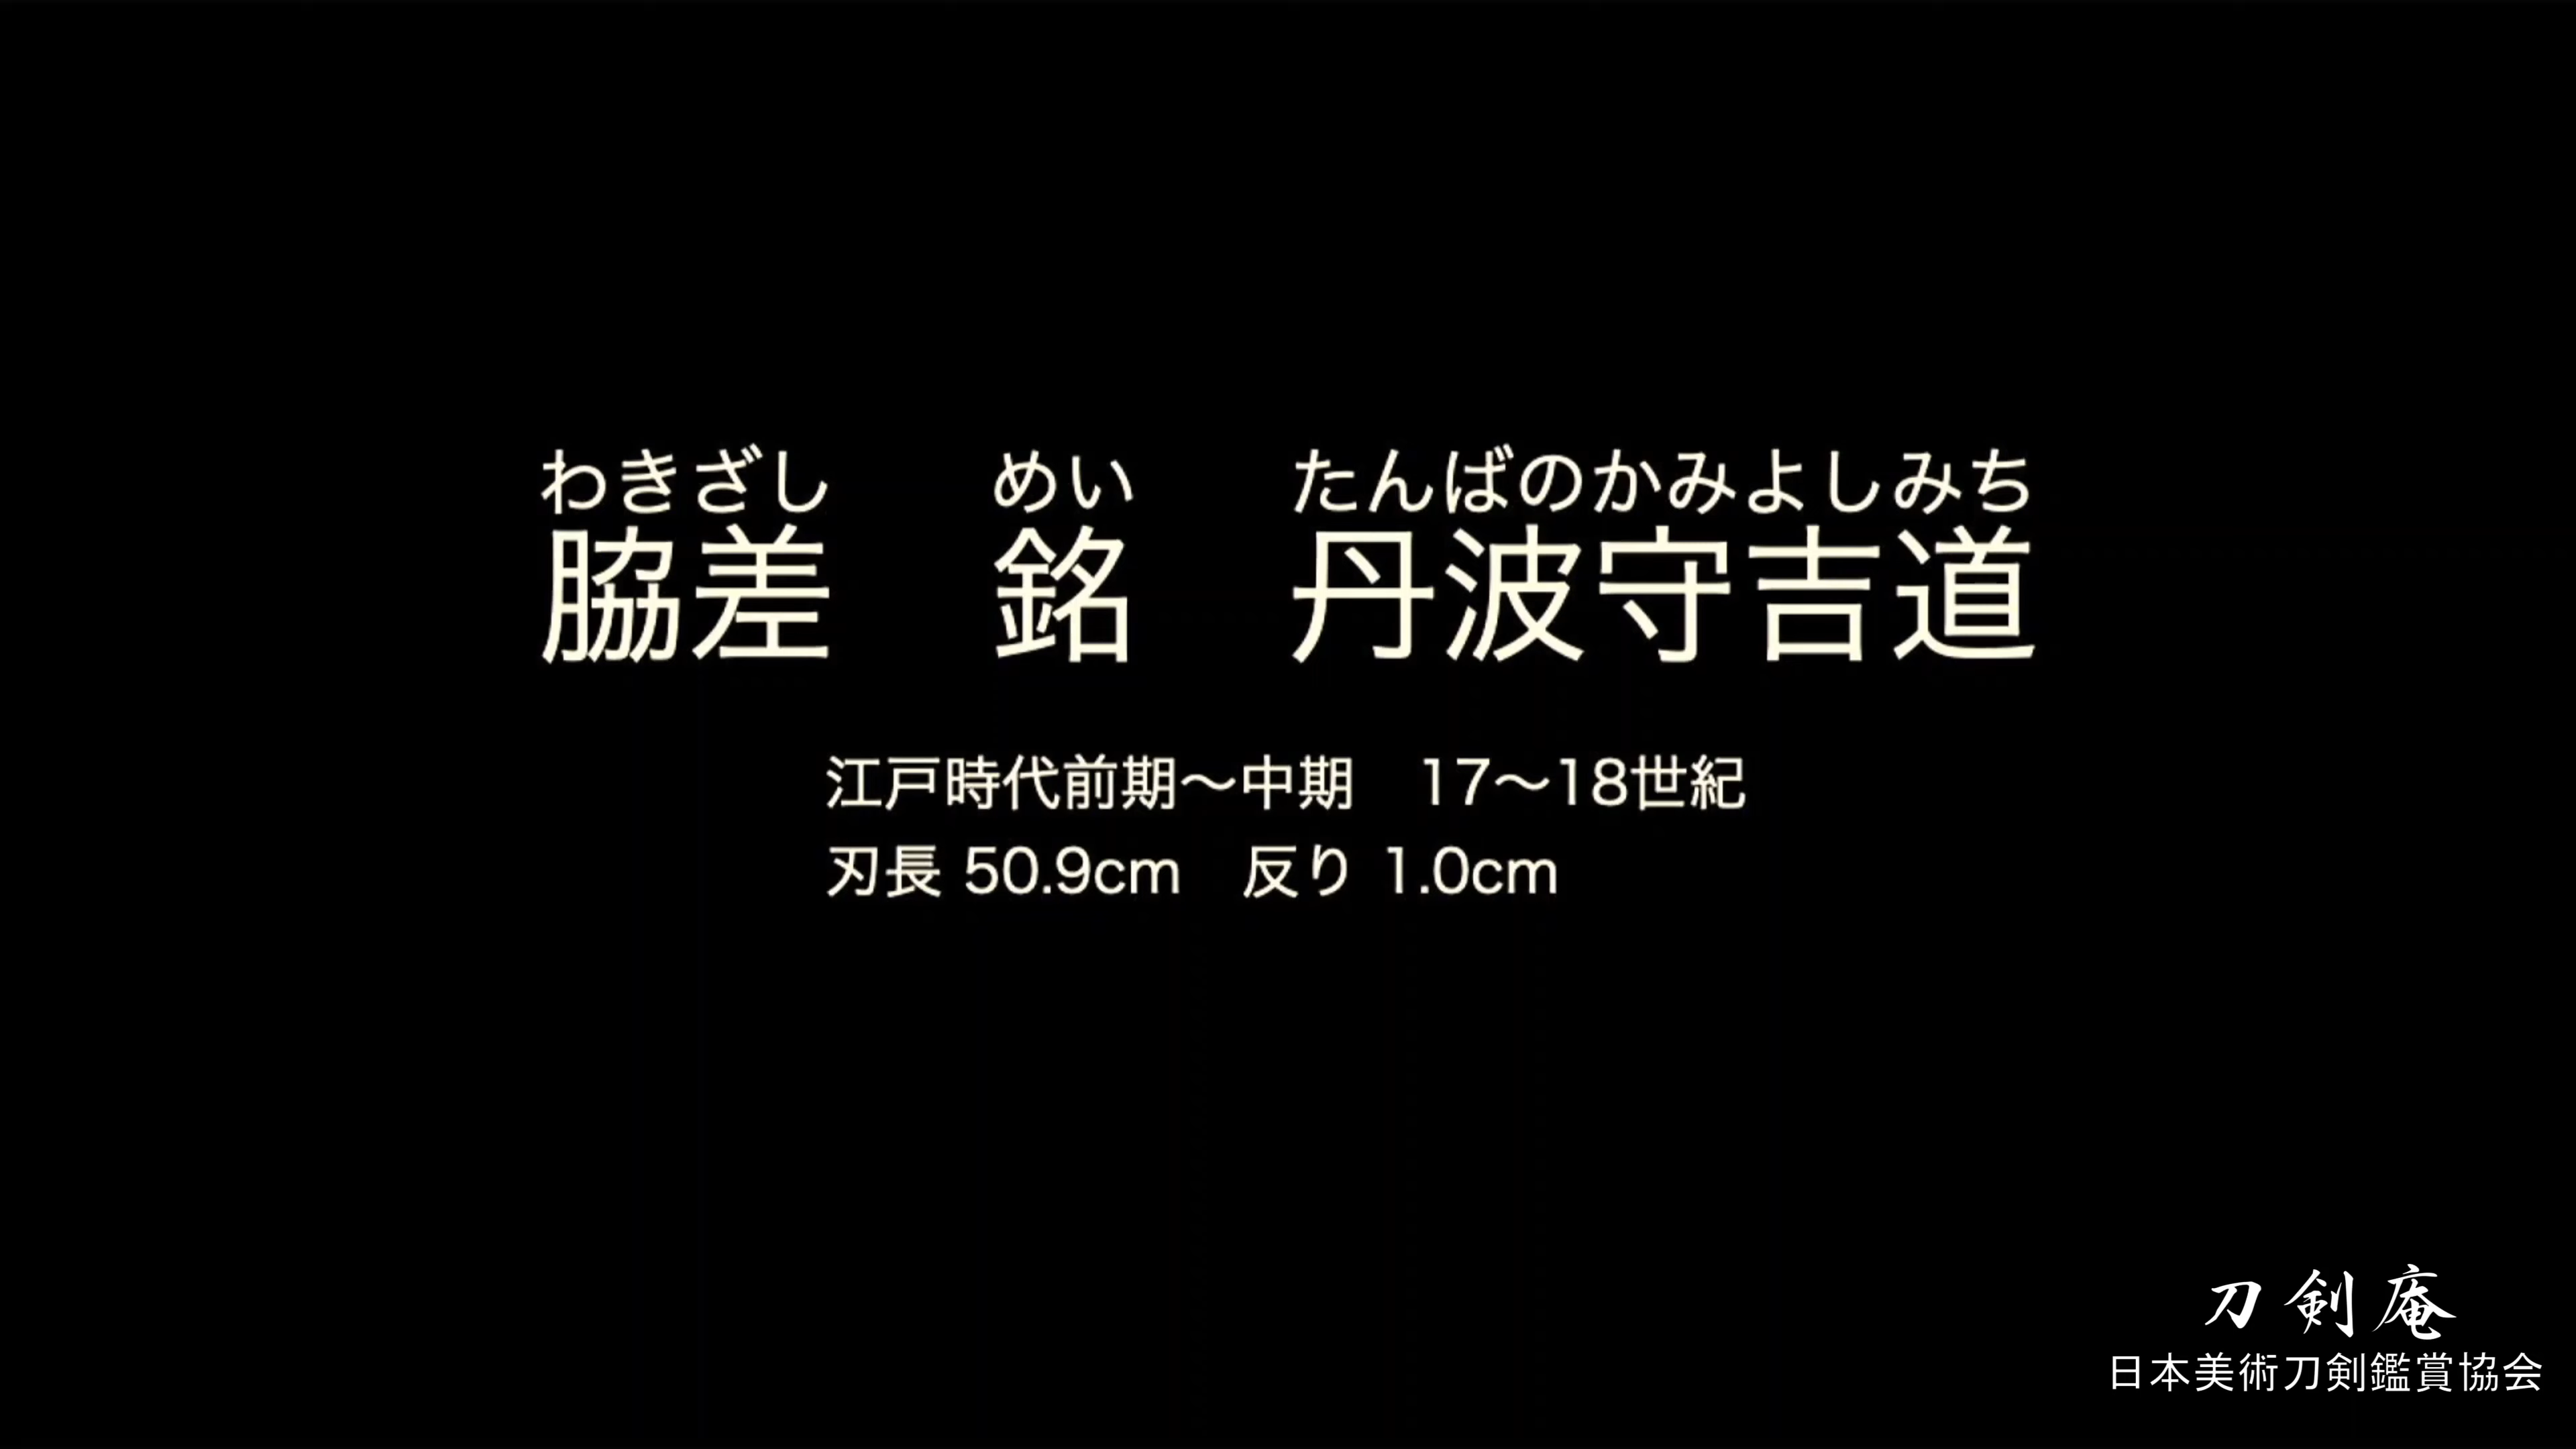 わきざし　めい　たんばのかみよしみち
脇差　銘　丹波守吉道
江戸時代前期〜中期　17〜18世紀
刃長 50.9cm　反り 1.0cm
刀剣庵
日本美術刀剣鑑賞協会